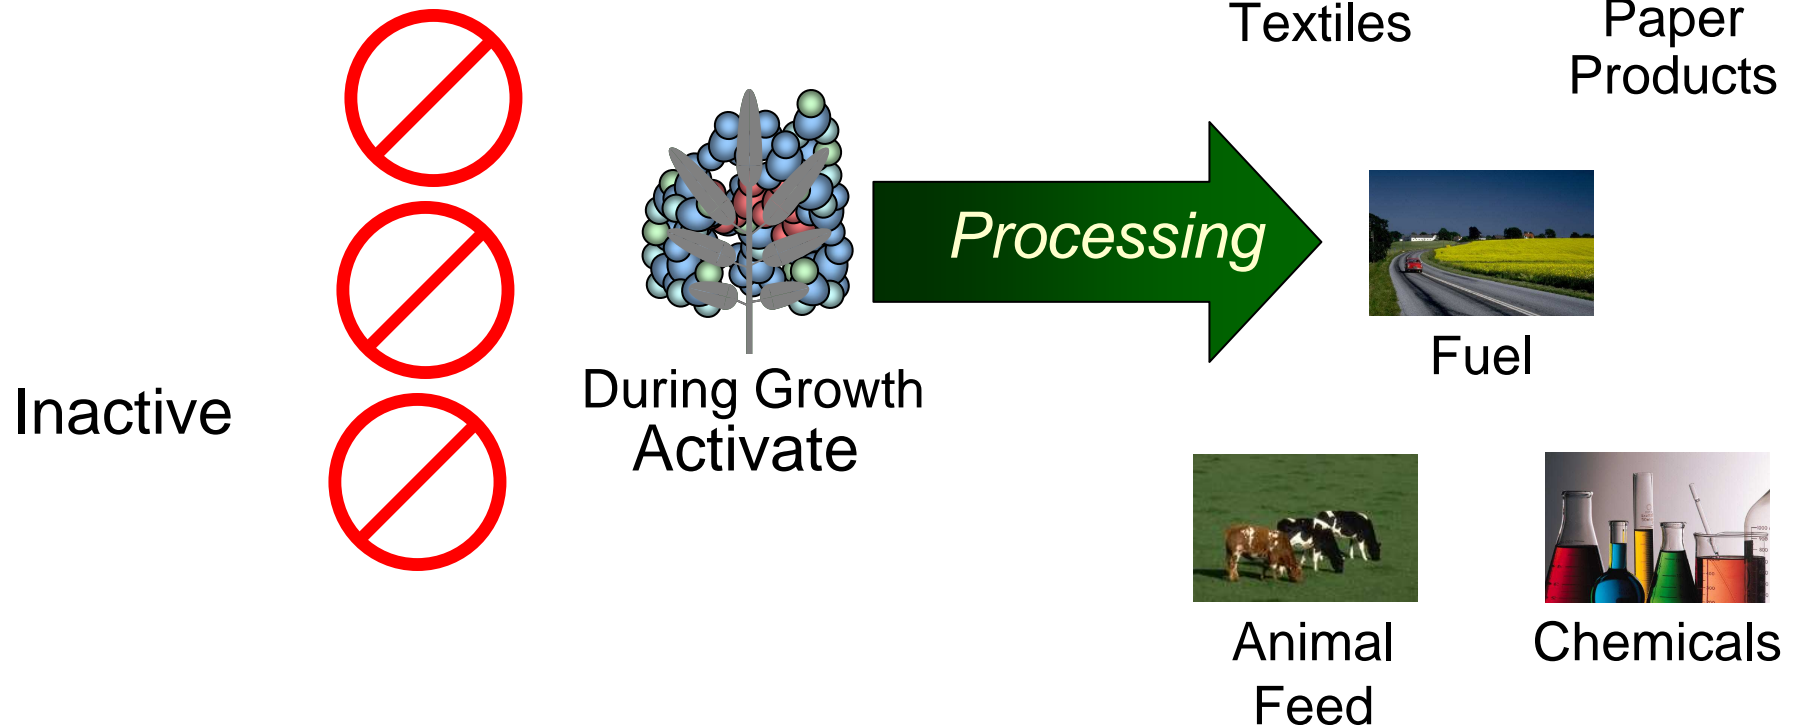 Textiles
Paper
Products
Processing
Fuel
Inactive
During Growth
Activate
Animal
Feed
Chemicals